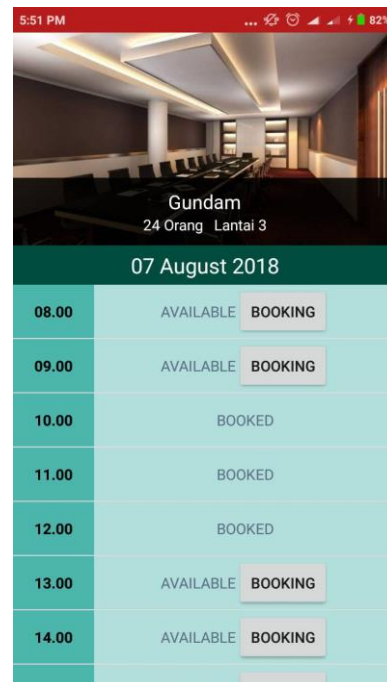 5:51 PM ... 82%
Gundam
24 Orang Lantai 3
07 August 2018
08.00 AVAILABLE BOOKING
09.00 AVAILABLE BOOKING
10.00 BOOKED
11.00 BOOKED
12.00 BOOKED
13.00 AVAILABLE BOOKING
14.00 AVAILABLE BOOKING